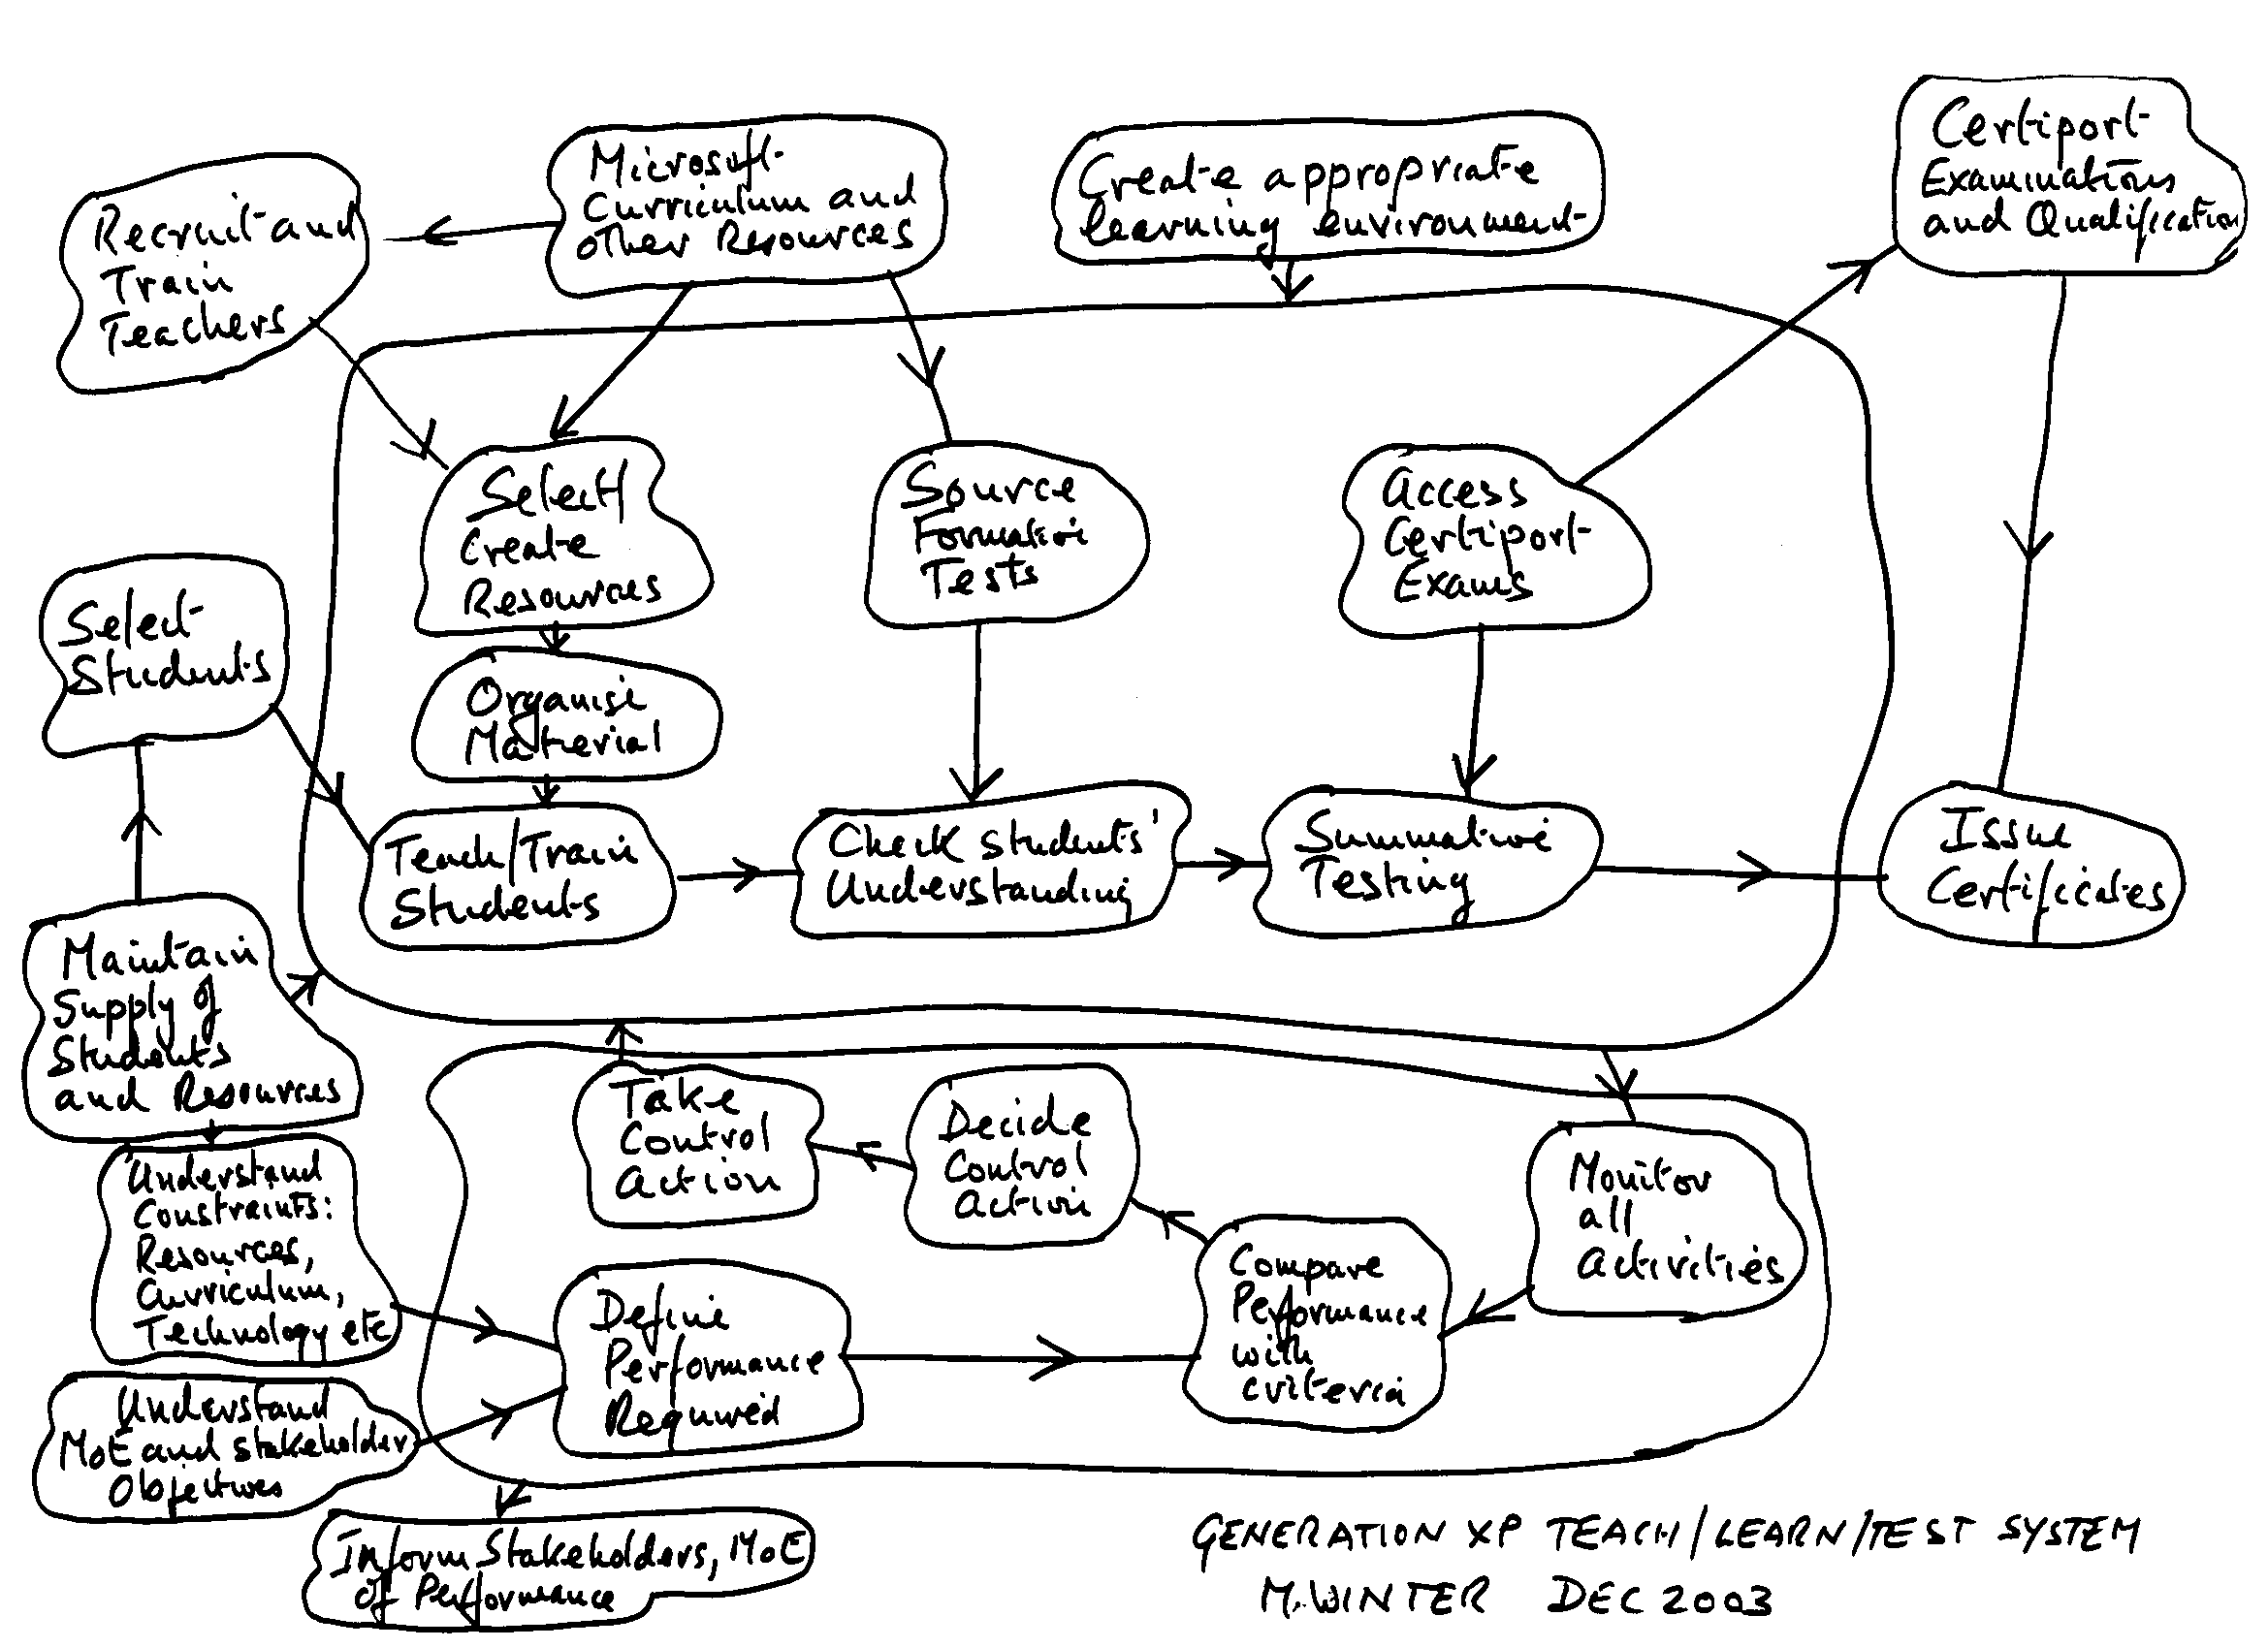 Microsoft
Curriculum and
other Resources
Create appropriate
learning environment
Certiport
Examinations
and Qualification
Recruit and
Train
Teachers
Select/
Create
Resources
Source
Formative
Tests
Access
Certiport
Exams
Select
Students
Organise
Material
Teach/Train
Students
Check Students'
Understanding
Summative
Testing
Issue
Certificates
Maintain
Supply of
Students
and Resources
Take
Control
Action
Decide
Control
Action
Monitor
all
activities
Understand
Constraints:
Resources,
Curriculum,
Technology etc
Define
Performance
Required
Compare
Performance
with
criteria
Understand
MoE and Stakeholder
Objectives
Inform Stakeholders, MoE
of Performance
GENERATION XP TEACH/LEARN/TEST SYSTEM
M.WINTER DEC 2003